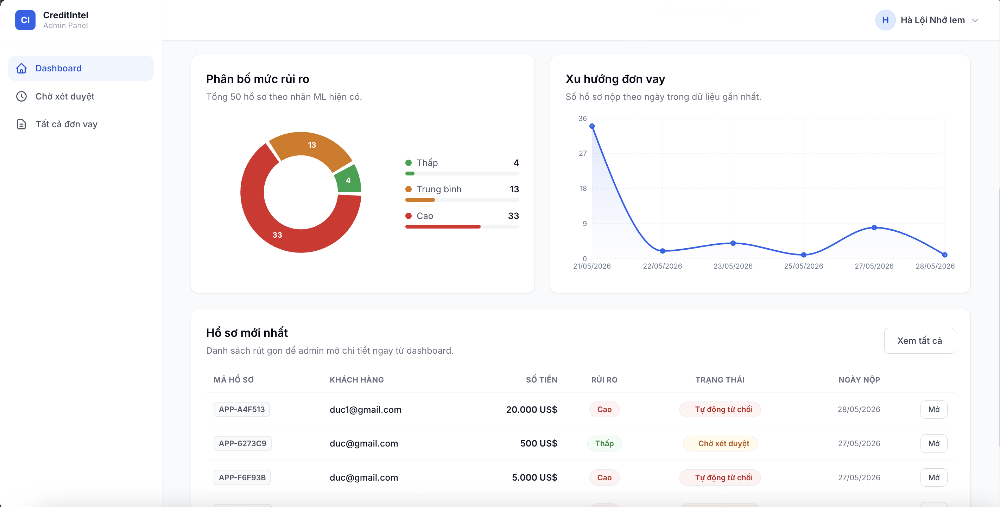 CI
CreditIntel
Admin Panel
H
Hà Lội Nhớ lem
Dashboard
Chờ xét duyệt
Tất cả đơn vay
Phân bố mức rủi ro
Tổng 50 hồ sơ theo nhãn ML hiện có.
13
4
33
Thấp 4
Trung bình 13
Cao 33
Xu hướng đơn vay
Số hồ sơ nộp theo ngày trong dữ liệu gần nhất.
36
27
18
9
0
21/05/2026 22/05/2026 23/05/2026 25/05/2026 27/05/2026 28/05/2026
Hồ sơ mới nhất
Danh sách rút gọn để admin mở chi tiết ngay từ dashboard.
Xem tất cả
MÃ HỒ SƠ KHÁCH HÀNG SỐ TIỀN RỦI RO TRẠNG THÁI NGÀY NỘP
APP-A4F513 duc1@gmail.com 20.000 US$ Cao Tự động từ chối 28/05/2026 Mở
APP-6273C9 duc@gmail.com 500 US$ Thấp Chờ xét duyệt 27/05/2026 Mở
APP-F6F93B duc@gmail.com 5.000 US$ Cao Tự động từ chối 27/05/2026 Mở